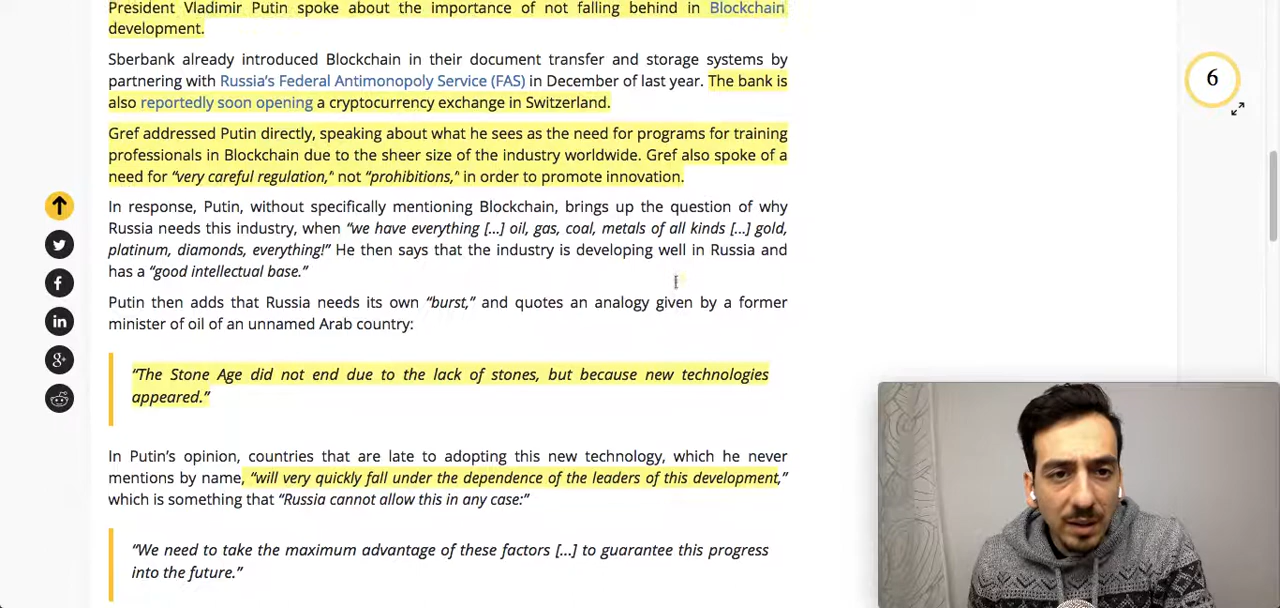 President Vladimir Putin spoke about the importance of not falling behind in Blockchain
development.
Sberbank already introduced Blockchain in their document transfer and storage systems by
partnering with Russia's Federal Antimonopoly Service (FAS) in December of last year. The bank is
also reportedly soon opening a cryptocurrency exchange in Switzerland.
Gref addressed Putin directly, speaking about what he sees as the need for programs for training
professionals in Blockchain due to the sheer size of the industry worldwide. Gref also spoke of a
need for “very careful regulation,” not “prohibitions,” in order to promote innovation.
In response, Putin, without specifically mentioning Blockchain, brings up the question of why
Russia needs this industry, when “we have everything […] oil, gas, coal, metals of all kinds […] gold,
platinum, diamonds, everything!” He then says that the industry is developing well in Russia and
has a “good intellectual base.”
Putin then adds that Russia needs its own “burst,” and quotes an analogy given by a former
minister of oil of an unnamed Arab country:
“The Stone Age did not end due to the lack of stones, but because new technologies
appeared.”
In Putin's opinion, countries that are late to adopting this new technology, which he never
mentions by name, “will very quickly fall under the dependence of the leaders of this development,”
which is something that “Russia cannot allow this in any case:”
“We need to take the maximum advantage of these factors […] to guarantee this progress
into the future.”
6